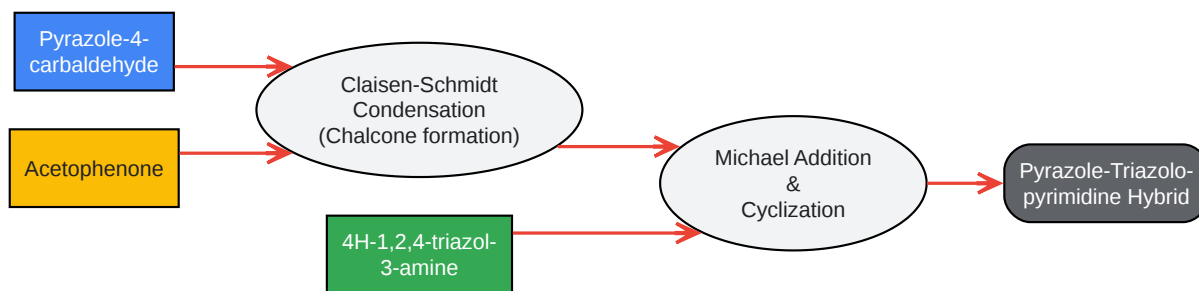 Pyrazole-4-
carbaldehyde
Claisen-Schmidt
Condensation
(Chalcone formation)
Acetophenone
Michael Addition
&
Cyclization
Pyrazole-Triazolo-
pyrimidine Hybrid
4H-1,2,4-triazol-
3-amine